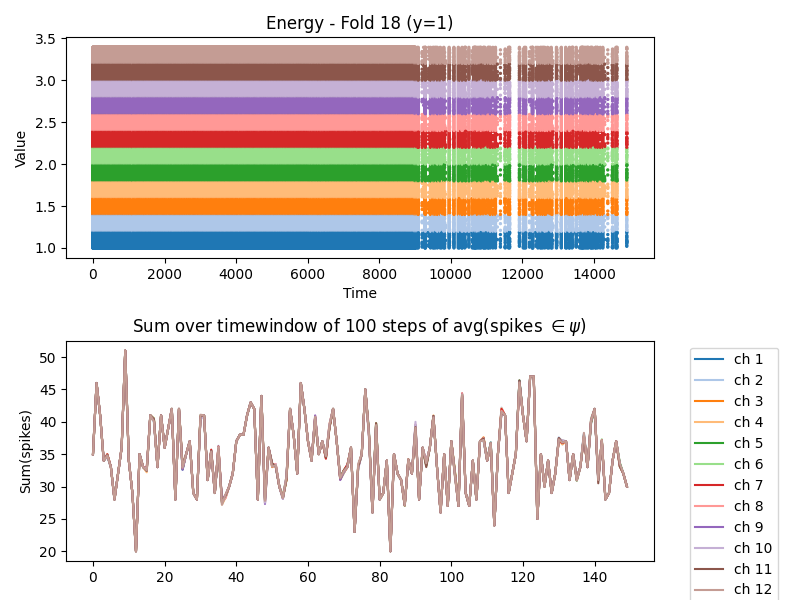 Energy - Fold 18 (y=1)
3.5
3.0
2.5
2.0
1.5
1.0
Value
0 2000 4000 6000 8000 10000 12000 14000
Time
Sum over timewindow of 100 steps of avg(spikes ∈ ψ)
50
45
40
35
30
25
20
Sum(spikes)
0 20 40 60 80 100 120 140
ch 1
ch 2
ch 3
ch 4
ch 5
ch 6
ch 7
ch 8
ch 9
ch 10
ch 11
ch 12